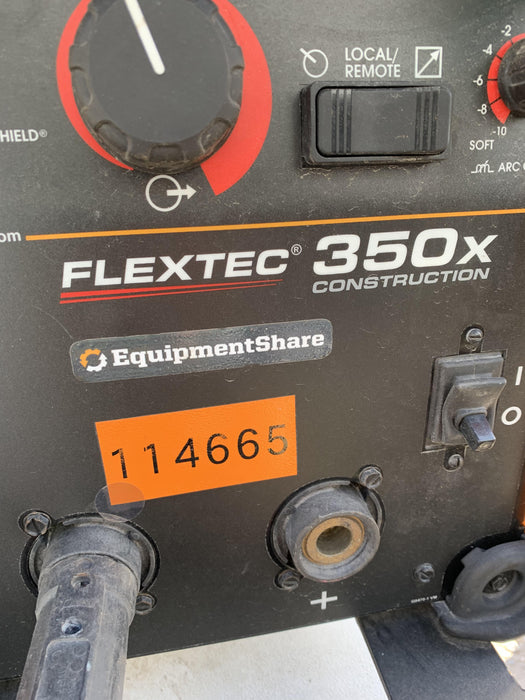 -2
-4
-6
-8
-10
LOCAL/
REMOTE
SOFT
ARC
HIELD®
om
FLEXTEC® 350x
CONSTRUCTION
EquipmentShare
I
O
114665
+